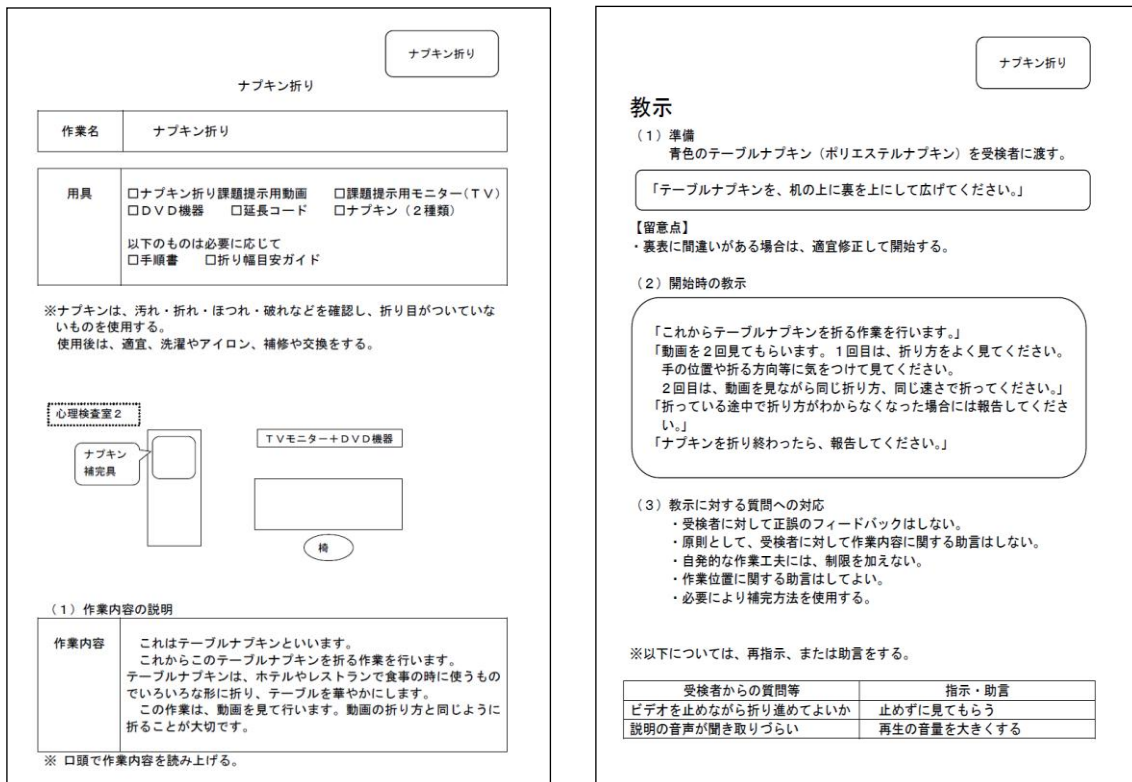 ナプキン折り
ナプキン折り
作業名 ナプキン折り
用具 □ナプキン折り課題提示用動画 □課題提示用モニター(TV)
□DVD機器 □延長コード □ナプキン(2種類)
以下のものは必要に応じて
□手順書 □折り幅目安ガイド
※ナプキンは、汚れ・折れ・ほつれ・破れなどを確認し、折り目がついていな
いものを使用する。
使用後は、適宜、洗濯やアイロン、補修や交換をする。
心理検査室2
ナプキン
補完具
TVモニター+DVD機器
椅
(1)作業内容の説明
作業内容 これはテーブルナプキンといいます。
これからこのテーブルナプキンを折る作業を行います。
テーブルナプキンは、ホテルやレストランで食事の時に使うもの
でいろいろな形に折り、テーブルを華やかにします。
この作業は、動画を見て行います。動画の折り方と同じように
折ることが大切です。
※ 口頭で作業内容を読み上げる。
ナプキン折り
教示
(1)準備
青色のテーブルナプキン(ポリエステルナプキン)を受検者に渡す。
「テーブルナプキンを、机の上に裏を上にして広げてください。」
【留意点】
・裏表に間違いがある場合は、適宜修正して開始する。
(2)開始時の教示
「これからテーブルナプキンを折る作業を行います。」
「動画を2回見てもらいます。1回目は、折り方をよく見てください。
手の位置や折る方向等に気をつけて見てください。
2回目は、動画を見ながら同じ折り方、同じ速さで折ってください。」
「折っている途中で折り方がわからなくなった場合には報告してくださ
い。」
「ナプキンを折り終わったら、報告してください。」
(3)教示に対する質問への対応
・受検者に対して正誤のフィードバックはしない。
・原則として、受検者に対して作業内容に関する助言はしない。
・自発的な作業工夫には、制限を加えない。
・作業位置に関する助言はしてよい。
・必要により補完方法を使用する。
※以下については、再指示、または助言をする。
受検者からの質問等 指示・助言
ビデオを止めながら折り進めてよいか 止めずに見てもらう
説明の音声が聞き取りづらい 再生の音量を大きくする